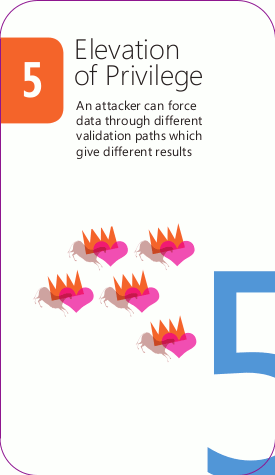 5
Elevation
of Privilege
An attacker can force
data through different
validation paths which
give different results
5